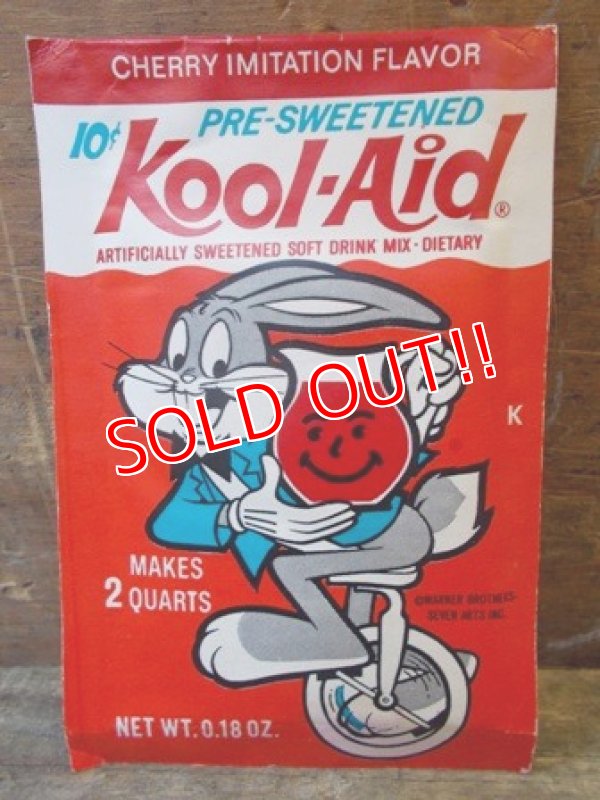 CHERRY IMITATION FLAVOR
10¢ PRE-SWEETENED
Kool-Aid®
ARTIFICIALLY SWEETENED SOFT DRINK MIX - DIETARY
SOLD OUT!!
K
MAKES
2 QUARTS
©WARNER BROTHERS-
SEVEN ARTS INC.
NET WT. 0.18 OZ.